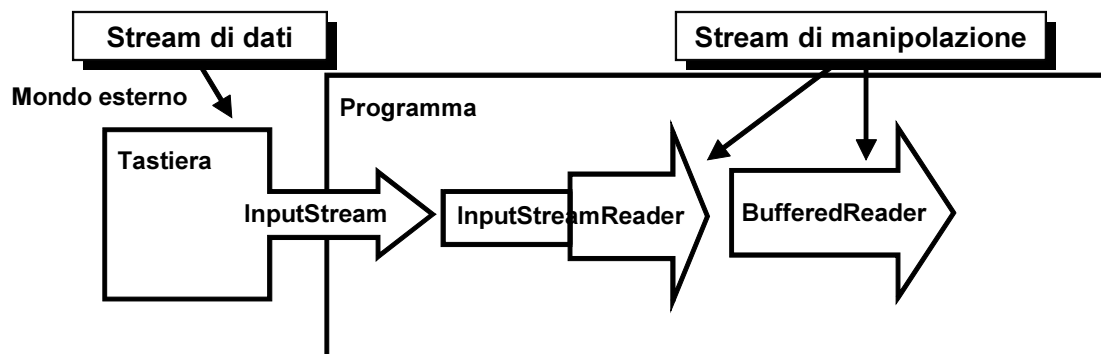 Stream di dati
Stream di manipolazione
Mondo esterno
Programma
Tastiera
InputStream
InputStreamReader
BufferedReader